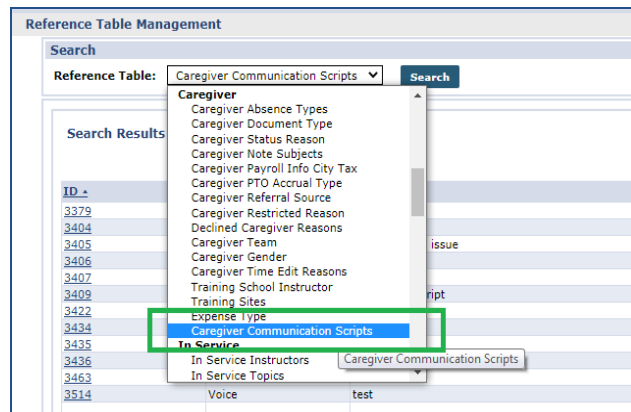 Reference Table Management
Search
Reference Table: Caregiver Communication Scripts Search
Caregiver
Caregiver Absence Types
Caregiver Document Type
Search Results
Caregiver Status Reason
Caregiver Note Subjects
Caregiver Payroll Info City Tax
Caregiver PTO Accrual Type
ID
Caregiver Referral Source
3379
Caregiver Restricted Reason
3404
Declined Caregiver Reasons
3405
Caregiver Team
issue
3406
Caregiver Gender
3407
Caregiver Time Edit Reasons
3409
Training School Instructor
ript
3422
Training Sites
Expense Type
3434
Caregiver Communication Scripts
3435
In Service
3436
In Service Instructors
Caregiver Communication Scripts
3463
In Service Topics
3514 Voice test